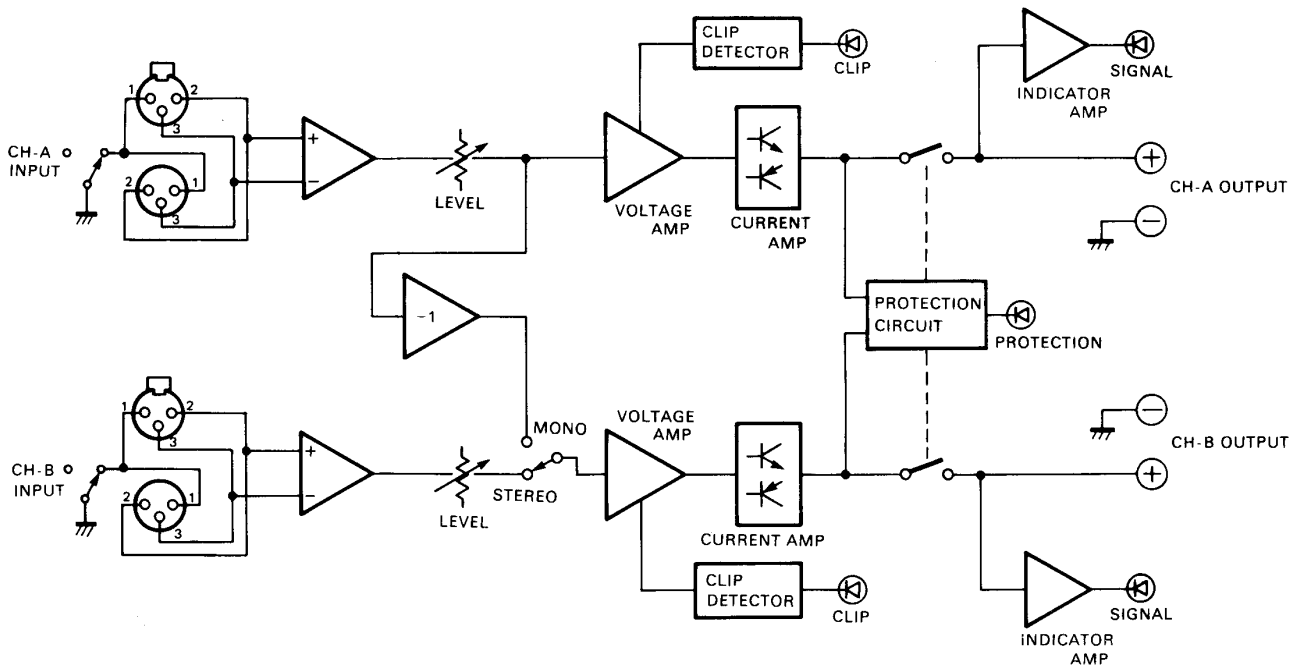 CLIP
DETECTOR
CLIP
SIGNAL
INDICATOR
AMP
1
2
3
CH-A
INPUT
2
1
3
+
−
LEVEL
VOLTAGE
AMP
CURRENT
AMP
+
CH-A OUTPUT
−
−1
PROTECTION
CIRCUIT
PROTECTION
1
2
3
CH-B
INPUT
2
1
3
+
−
LEVEL
MONO
STEREO
VOLTAGE
AMP
CURRENT AMP
−
CH-B OUTPUT
+
CLIP
DETECTOR
CLIP
SIGNAL
INDICATOR
AMP